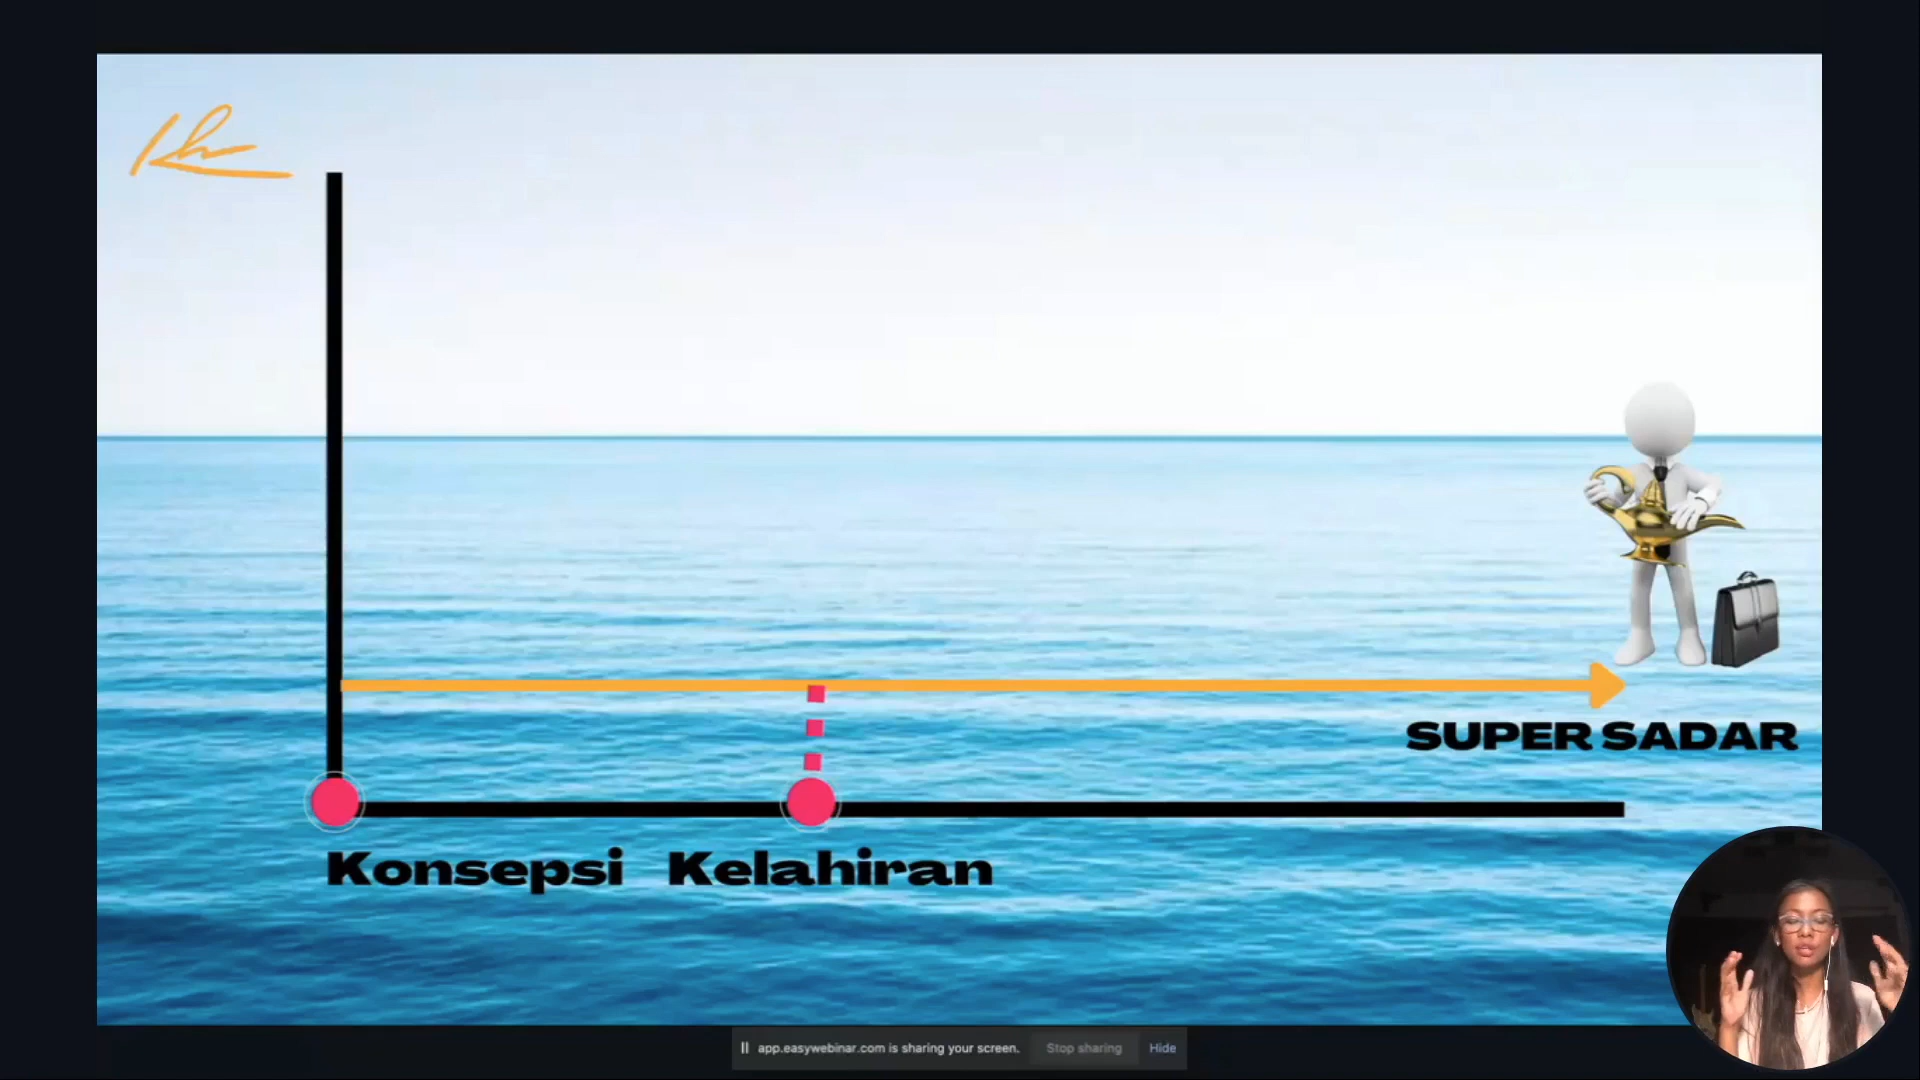 SUPER SADAR
Konsepsi Kelahiran
app.easywebinar.com is sharing your screen. Stop sharing Hide